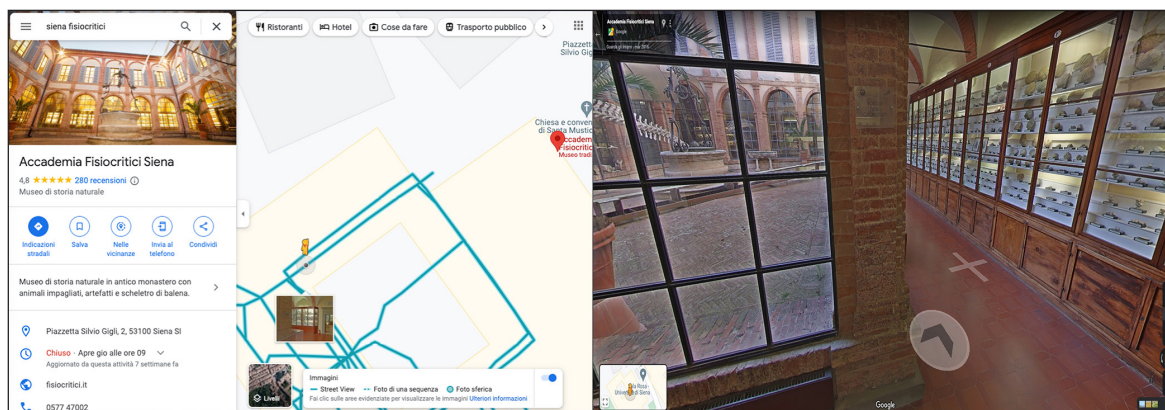 siena fisiocritici
Accademia Fisiocritici Siena
4,8 280 recensioni
Museo di storia naturale
Indicazioni stradali
Salva
Nelle vicinanze
Invia al telefono
Condividi
Museo di storia naturale in antico monastero con
animali impagliati, artefatti e scheletro di balena.
Piazzetta Silvio Gigli, 2, 53100 Siena SI
Chiuso · Apre gio alle ore 09
Aggiornato da questa attività 7 settimane fa
fisiocritici.it
0577 47002
Ristoranti
Hotel
Cose da fare
Trasporto pubblico
Piazzetta
Silvio Gig
Chiesa e conven
di Santa Mustio
Accadem
Fisiocritic
Museo tradi
Livelli
Immagini
Street View
Foto di una sequenza
Foto sferica
Fai clic sulle aree evidenziate per visualizzare le immagini Ulteriori informazioni
Accademia Fisiocritici Siena
Google
Google